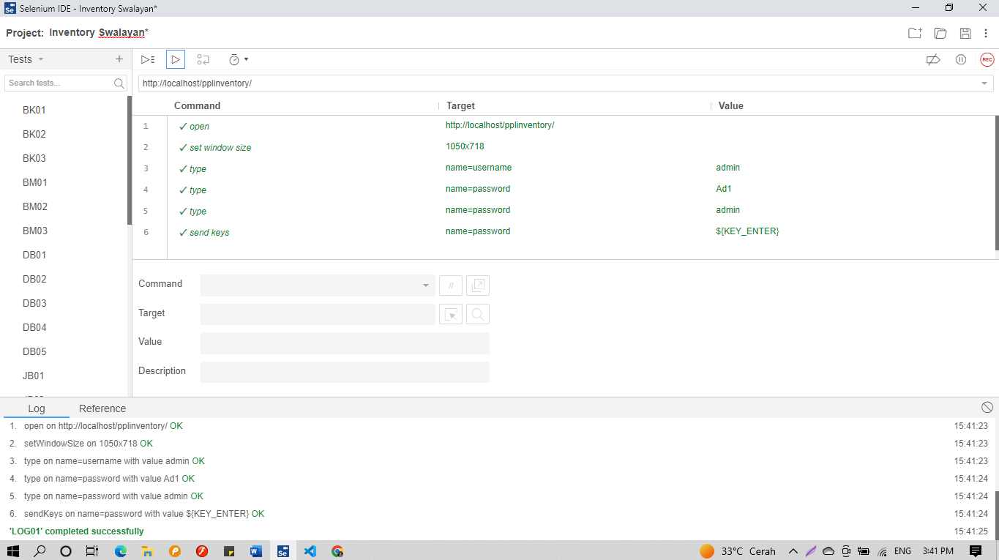 Selenium IDE - Inventory Swalayan*
Project: Inventory Swalayan*
Tests
Search tests...
http://localhost/pplinventory/
REC
Command Target Value
1 ✓ open http://localhost/pplinventory/
2 ✓ set window size 1050x718
3 ✓ type name=username admin
4 ✓ type name=password Ad1
5 ✓ type name=password admin
6 ✓ send keys name=password ${KEY_ENTER}
BK01
BK02
BK03
BM01
BM02
BM03
DB01
DB02
DB03
DB04
DB05
JB01
Command
//
Target
Value
Description
Log Reference
1. open on http://localhost/pplinventory/ OK 15:41:23
2. setWindowSize on 1050x718 OK 15:41:23
3. type on name=username with value admin OK 15:41:23
4. type on name=password with value Ad1 OK 15:41:24
5. type on name=password with value admin OK 15:41:24
6. sendKeys on name=password with value ${KEY_ENTER} OK 15:41:24
'LOG01' completed successfully 15:41:25
33°C Cerah ENG 3:41 PM